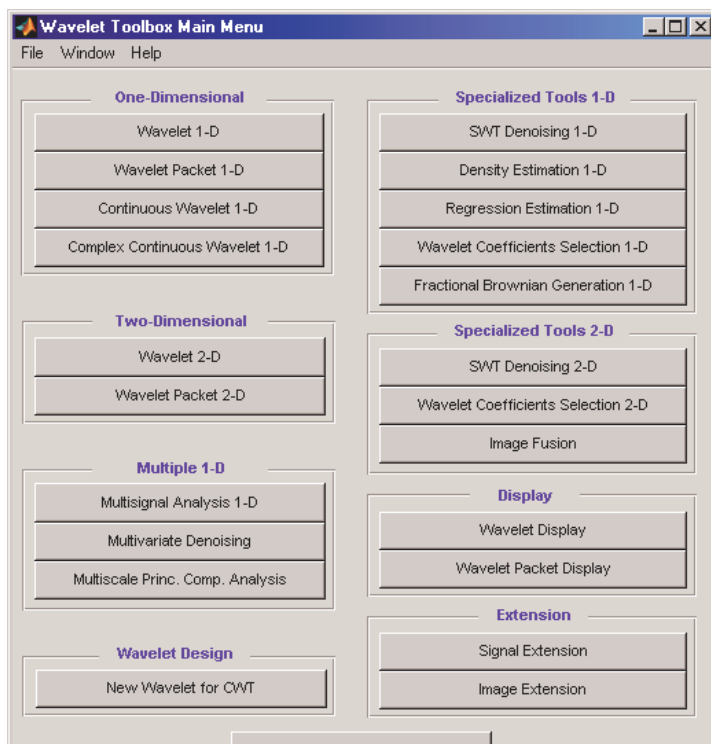 Wavelet Toolbox Main Menu
File Window Help
One-Dimensional
Wavelet 1-D
Wavelet Packet 1-D
Continuous Wavelet 1-D
Complex Continuous Wavelet 1-D
Two-Dimensional
Wavelet 2-D
Wavelet Packet 2-D
Multiple 1-D
Multisignal Analysis 1-D
Multivariate Denoising
Multiscale Princ. Comp. Analysis
Wavelet Design
New Wavelet for CWT
Specialized Tools 1-D
SWT Denoising 1-D
Density Estimation 1-D
Regression Estimation 1-D
Wavelet Coefficients Selection 1-D
Fractional Brownian Generation 1-D
Specialized Tools 2-D
SWT Denoising 2-D
Wavelet Coefficients Selection 2-D
Image Fusion
Display
Wavelet Display
Wavelet Packet Display
Extension
Signal Extension
Image Extension